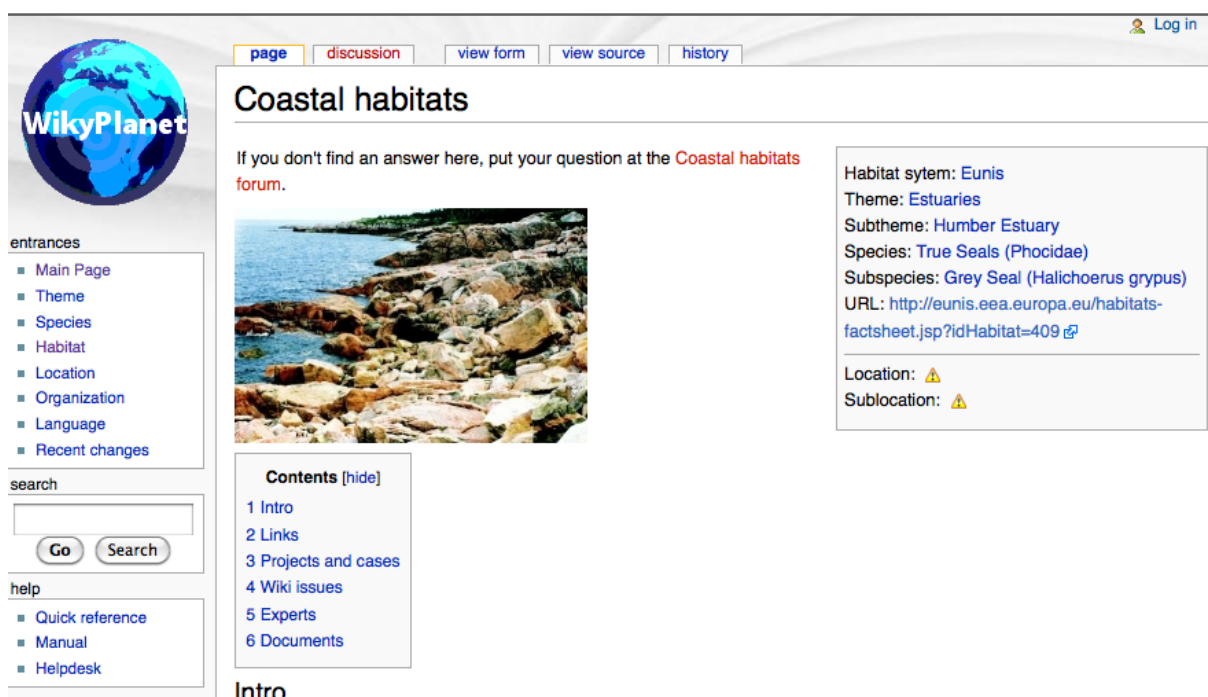 Log in
page discussion view form view source history
WikyPlanet
Coastal habitats
If you don't find an answer here, put your question at the Coastal habitats
forum.
Habitat sytem: Eunis
Theme: Estuaries
Subtheme: Humber Estuary
Species: True Seals (Phocidae)
Subspecies: Grey Seal (Halichoerus grypus)
URL: http://eunis.eea.europa.eu/habitats-
factsheet.jsp?idHabitat=409
Location:
Sublocation:
entrances
Main Page
Theme
Species
Habitat
Location
Organization
Language
Recent changes
search
Go Search
help
Quick reference
Manual
Helpdesk
Contents [hide]
1 Intro
2 Links
3 Projects and cases
4 Wiki issues
5 Experts
6 Documents
Intro